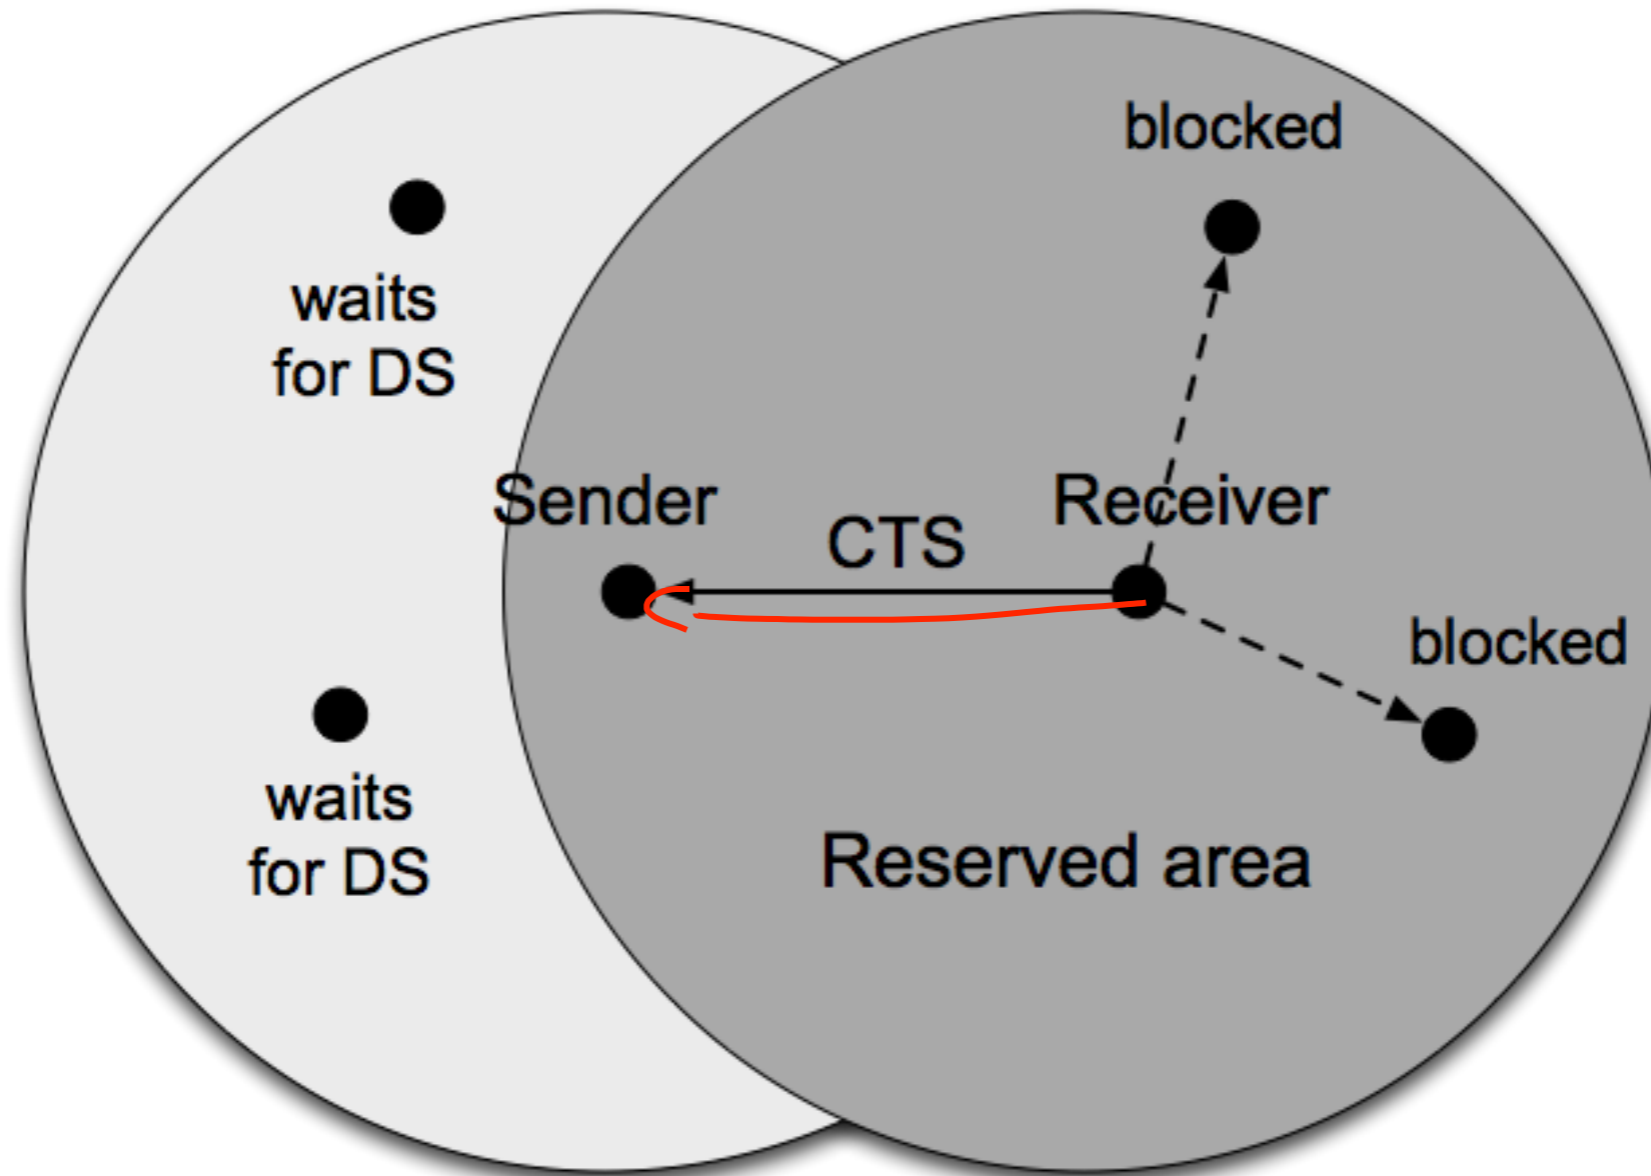 blocked
waits
for DS
Sender
CTS
Receiver
blocked
waits
for DS
Reserved area